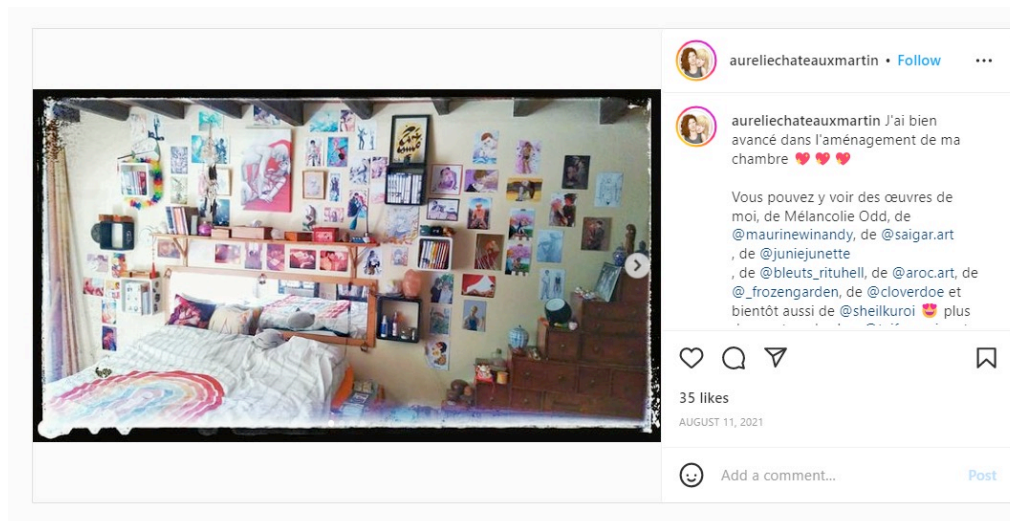 aureliechateauxmartin • Follow
aureliechateauxmartin J'ai bien
avancé dans l'aménagement de ma
chambre 💖 💖 💖
Vous pouvez y voir des œuvres de
moi, de Mélancolie Odd, de
@maurinewinandy, de @saigar.art
, de @juniejunette
, de @bleuts_rituhell, de @aroc.art, de
@_frozengarden, de @cloverdoe et
bientôt aussi de @sheilkuroi 😍 plus
35 likes
AUGUST 11, 2021
Add a comment... Post